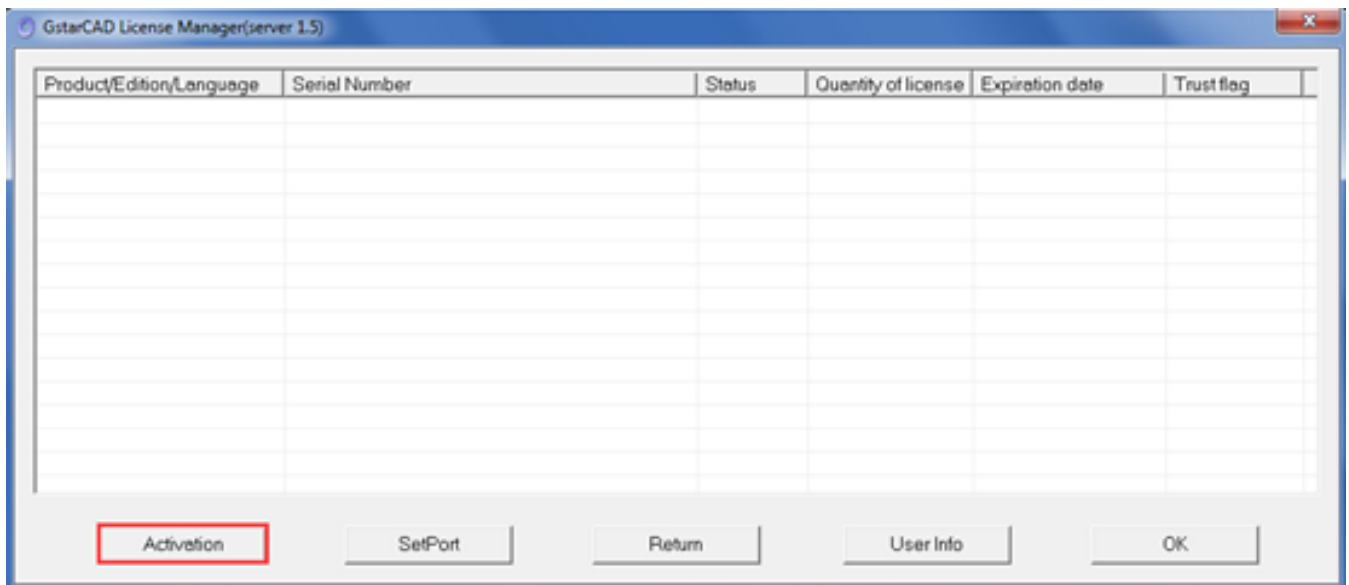 GstarCAD License Manager(server 1.5)
Product/Edition/Language Serial Number Status Quantity of license Expiration date Trust flag
Activation SetPort Return User Info OK